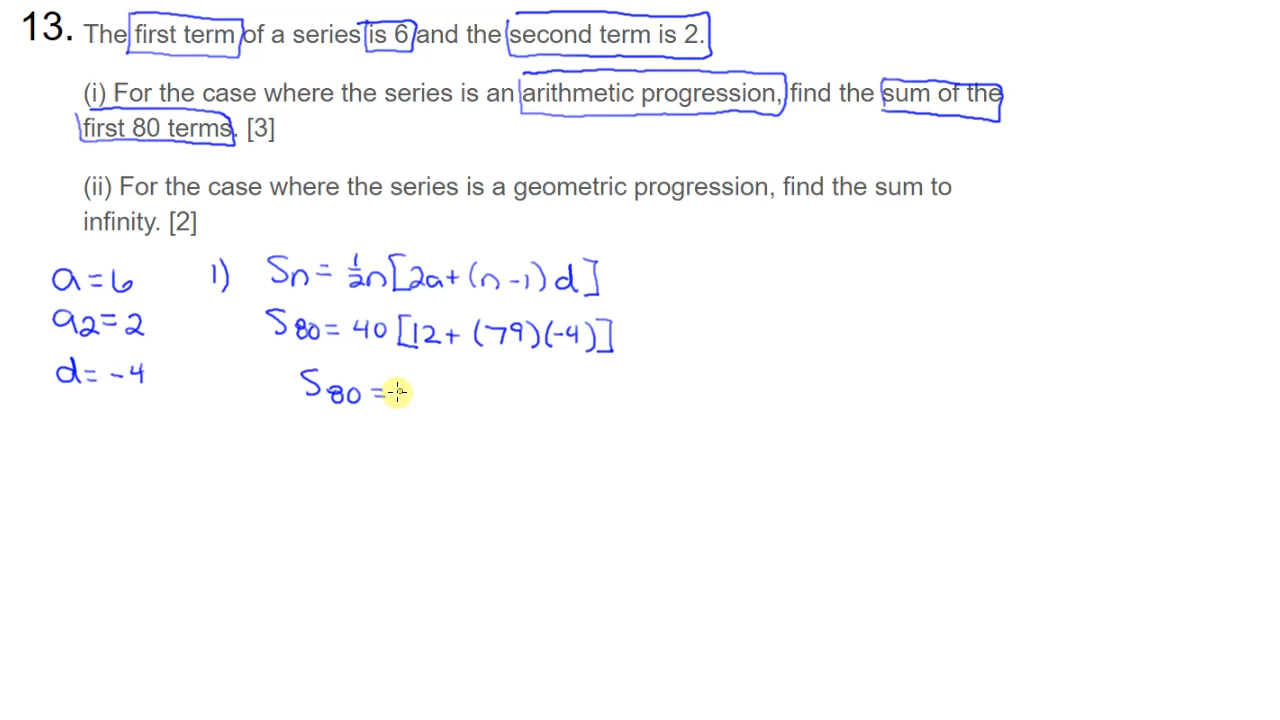 13. The first term of a series is 6 and the second term is 2.
(i) For the case where the series is an arithmetic progression, find the sum of the
first 80 terms. [3]
(ii) For the case where the series is a geometric progression, find the sum to
infinity. [2]
a = 6
a2 = 2
d = -4
1) Sn = 1/2n[2a+(n-1)d]
S80 = 40[12+(79)(-4)]
S80 =